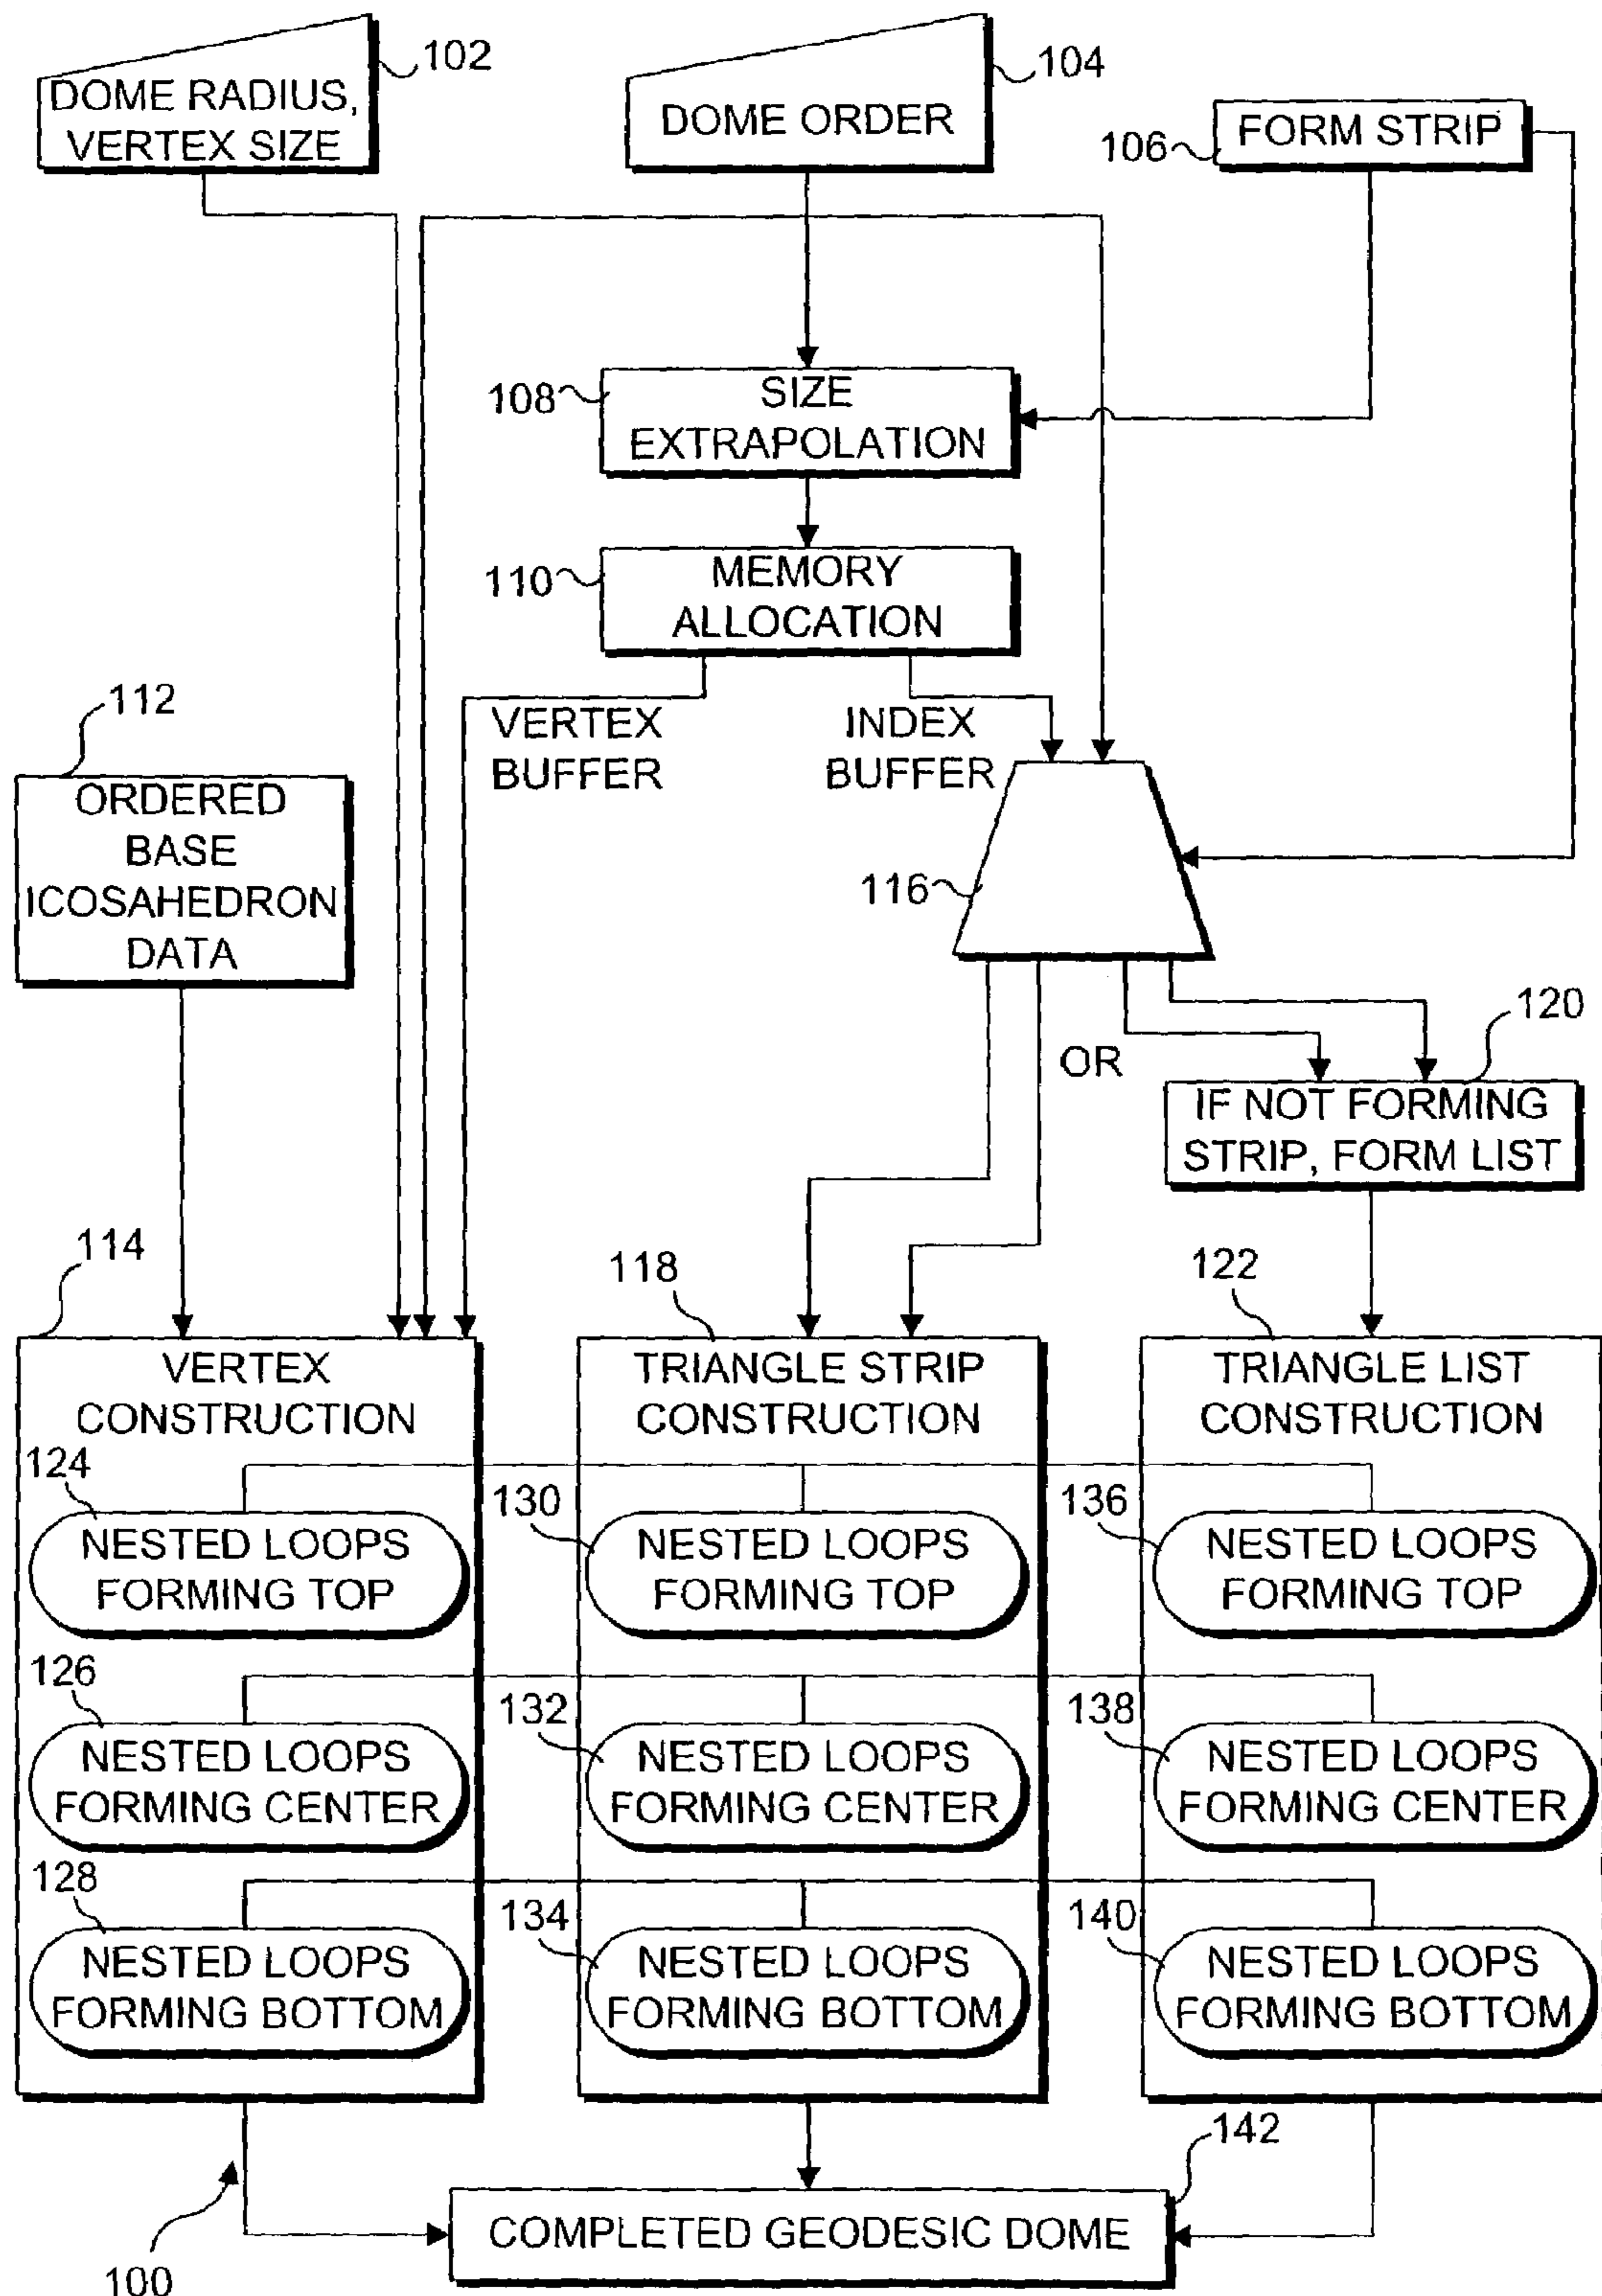 102
DOME RADIUS,
VERTEX SIZE
104
DOME ORDER
106
FORM STRIP
108
SIZE
EXTRAPOLATION
110
MEMORY
ALLOCATION
VERTEX
BUFFER
INDEX
BUFFER
112
ORDERED
BASE
ICOSAHEDRON
DATA
116
OR
120
IF NOT FORMING
STRIP, FORM LIST
114
VERTEX
CONSTRUCTION
118
TRIANGLE STRIP
CONSTRUCTION
122
TRIANGLE LIST
CONSTRUCTION
124
NESTED LOOPS
FORMING TOP
130
NESTED LOOPS
FORMING TOP
136
NESTED LOOPS
FORMING TOP
126
NESTED LOOPS
FORMING CENTER
132
NESTED LOOPS
FORMING CENTER
138
NESTED LOOPS
FORMING CENTER
128
NESTED LOOPS
FORMING BOTTOM
134
NESTED LOOPS
FORMING BOTTOM
140
NESTED LOOPS
FORMING BOTTOM
142
COMPLETED GEODESIC DOME
100